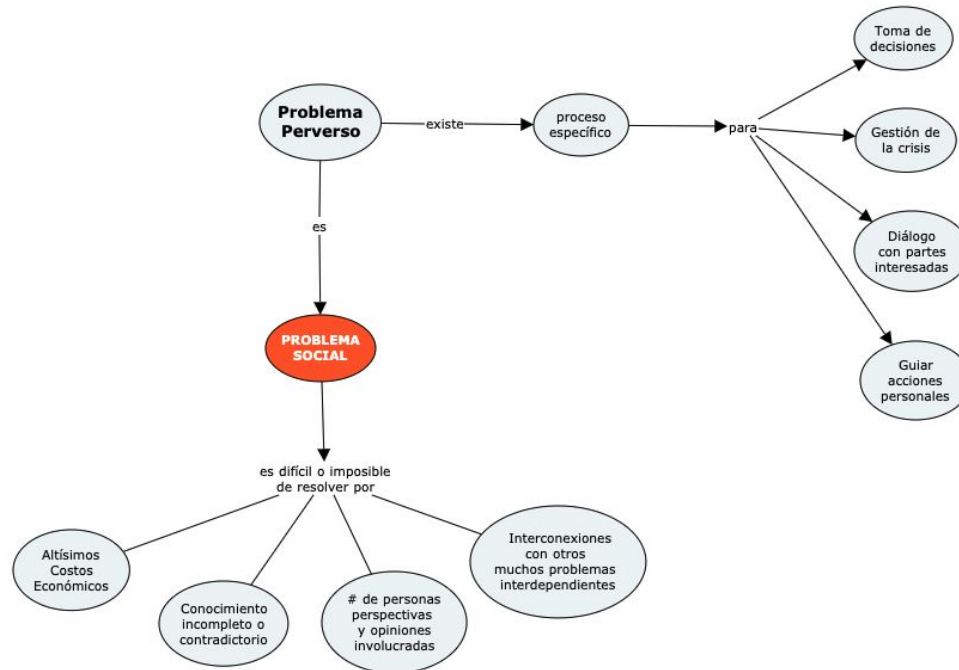 Toma de
decisiones
Problema
Perverso
existe
proceso
específico
para
Gestión de
la crisis
es
Diálogo
con partes
interesadas
PROBLEMA
SOCIAL
Guiar
acciones
personales
es difícil o imposible
de resolver por
Altísimos
Costos
Económicos
Conocimiento
incompleto o
contradictorio
# de personas
perspectivas
y opiniones
involucradas
Interconexiones
con otros
muchos problemas
interdependientes